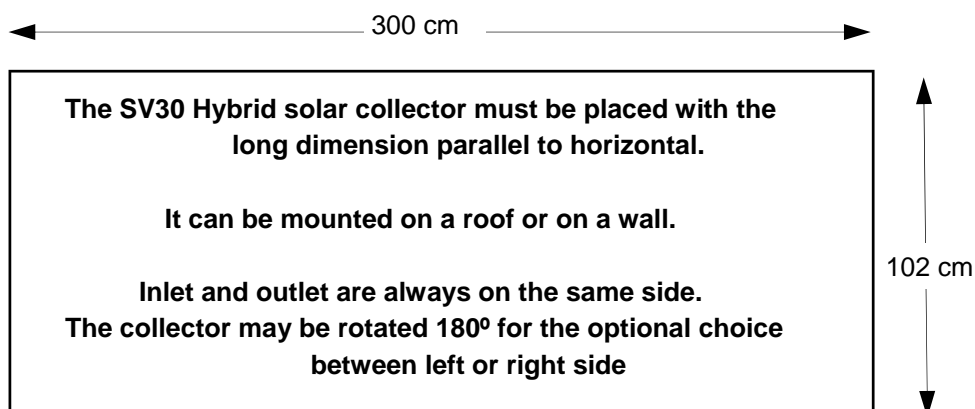 300 cm
The SV30 Hybrid solar collector must be placed with the
long dimension parallel to horizontal.
It can be mounted on a roof or on a wall.
102 cm
Inlet and outlet are always on the same side.
The collector may be rotated 180º for the optional choice
between left or right side